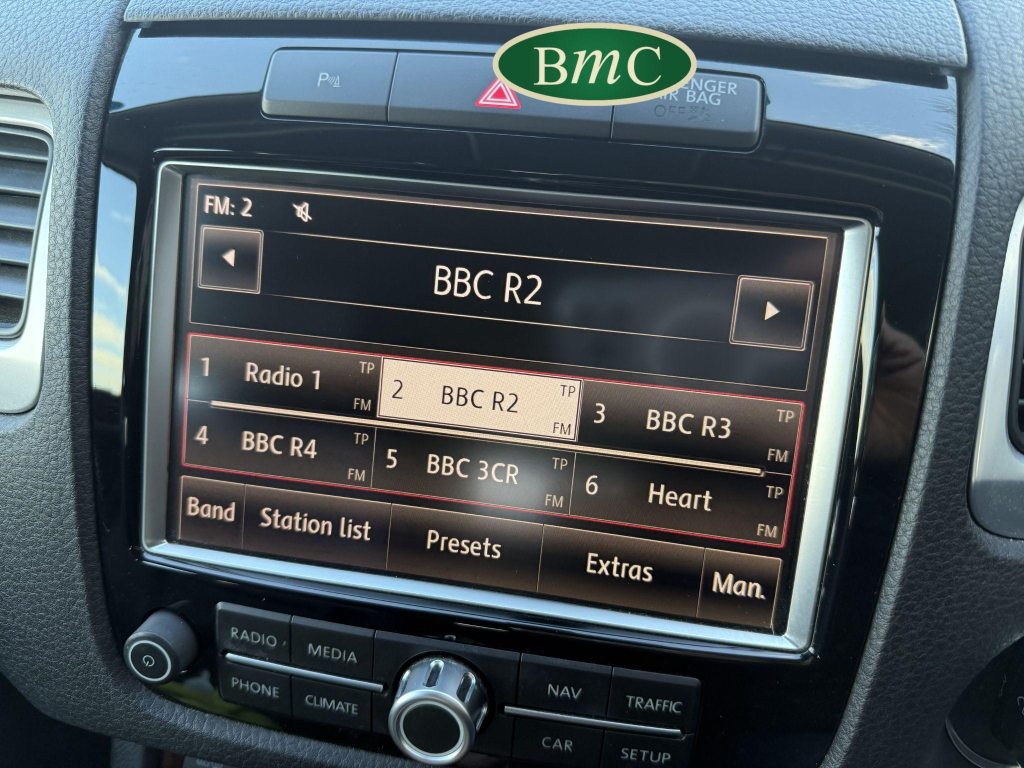 BmC
P
PASSENGER
AIR BAG
OFF
FM: 2
BBC R2
1 Radio 1 TP FM
2 BBC R2 TP FM
3 BBC R3 TP FM
4 BBC R4 TP FM
5 BBC 3CR TP FM
6 Heart TP FM
Band Station list Presets Extras Man.
RADIO MEDIA NAV TRAFFIC
PHONE CLIMATE CAR SETUP